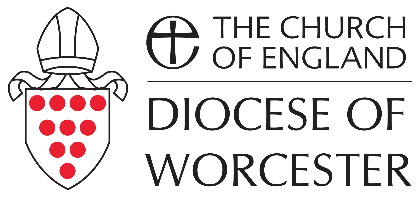 THE CHURCH
OF ENGLAND
DIOCESE OF
WORCESTER